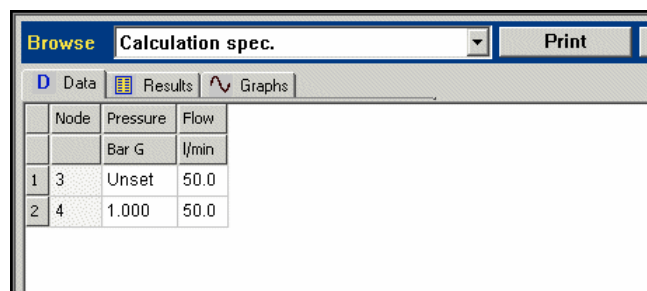 Browse Calculation spec. Print
D Data Results Graphs
Node Pressure Flow
Bar G l/min
1 3 Unset 50.0
2 4 1.000 50.0